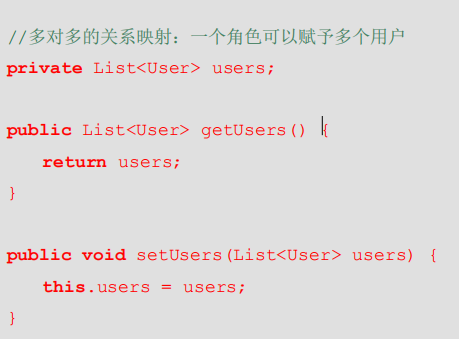 //多对多的关系映射：一个角色可以赋予多个用户
private List<User> users;
public List<User> getUsers() {
return users;
}
public void setUsers(List<User> users) {
this.users = users;
}